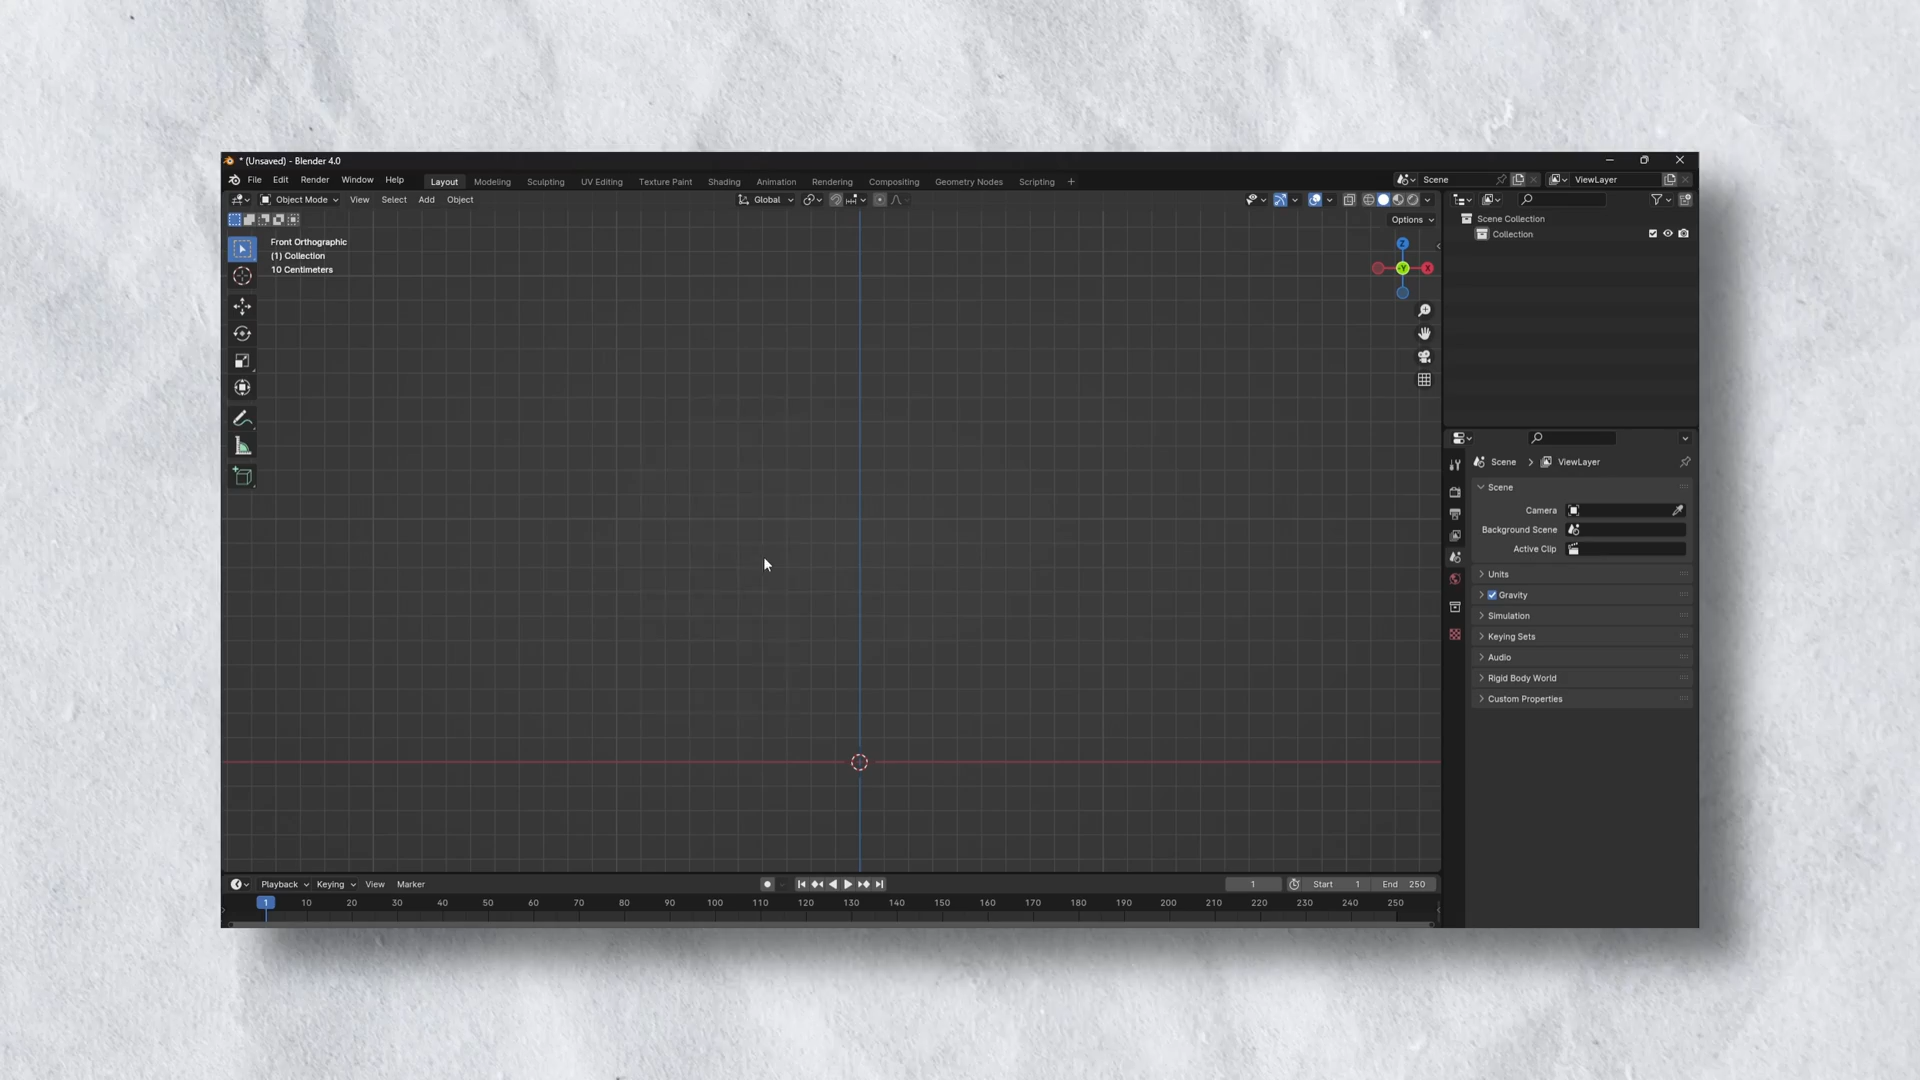 * (Unsaved) - Blender 4.0
File Edit Render Window Help Layout Modeling Sculpting UV Editing Texture Paint Shading Animation Rendering Compositing Geometry Nodes Scripting + Scene ViewLayer
Object Mode View Select Add Object Global
Options
Front Orthographic
(1) Collection
10 Centimeters
Z
Y
X
Scene Collection
Collection
Scene > ViewLayer
Scene
Camera
Background Scene
Active Clip
Units
Gravity
Simulation
Keying Sets
Audio
Rigid Body World
Custom Properties
Playback Keying View Marker 1 Start 1 End 250
1 10 20 30 40 50 60 70 80 90 100 110 120 130 140 150 160 170 180 190 200 210 220 230 240 250